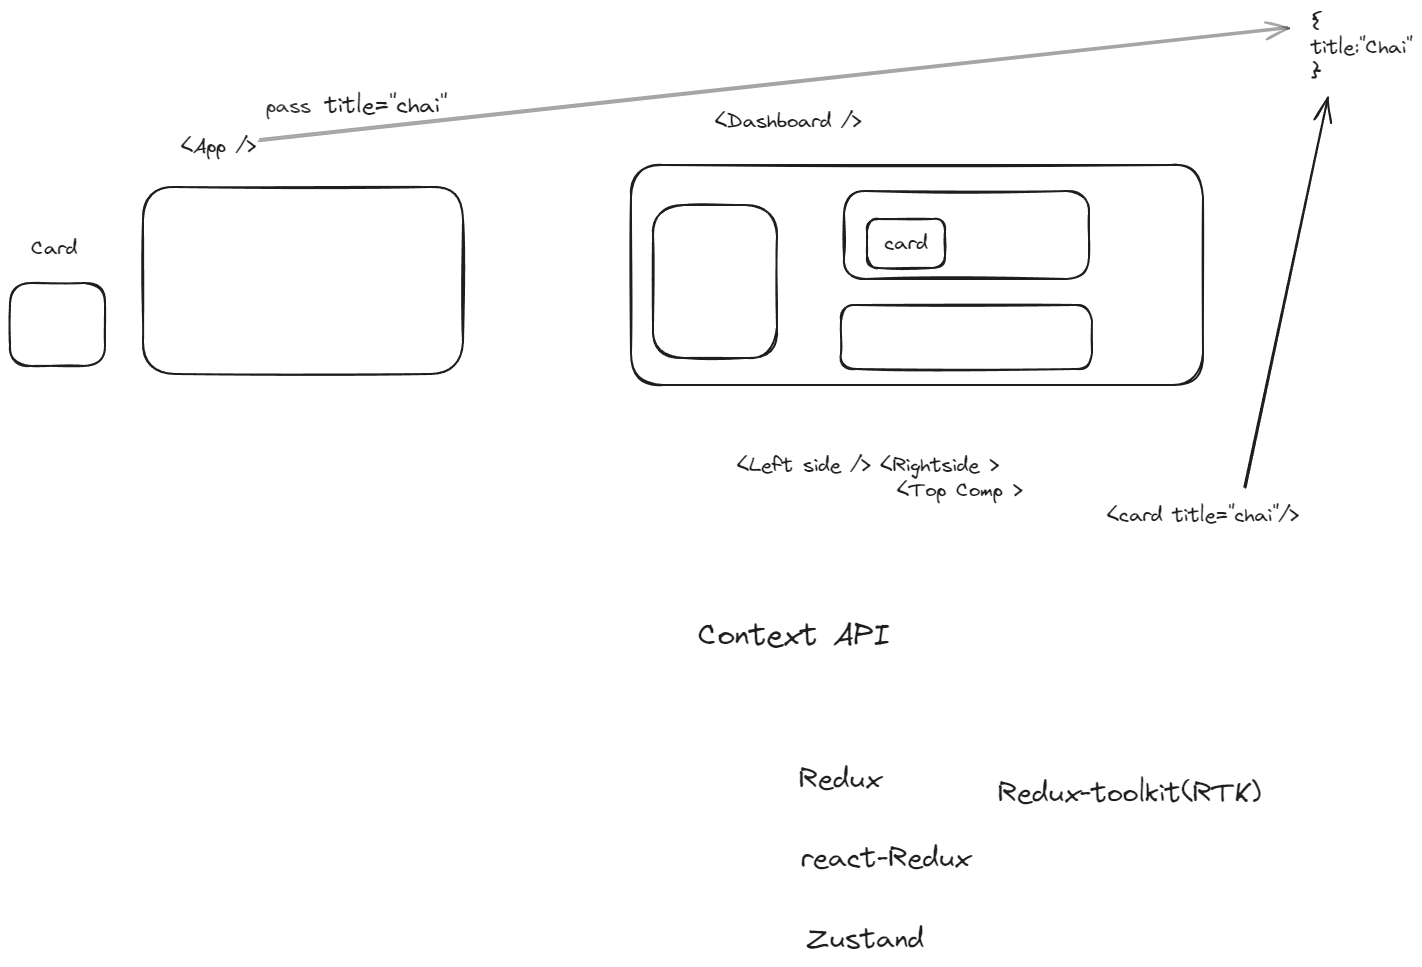 {
title:"Chai"
}
pass title="chai"
<App />
<Dashboard />
Card
card
<Left side /> <Rightside >
<Top Comp >
<card title="chai"/>
Context API
Redux
Redux-toolkit(RTK)
react-Redux
Zustand